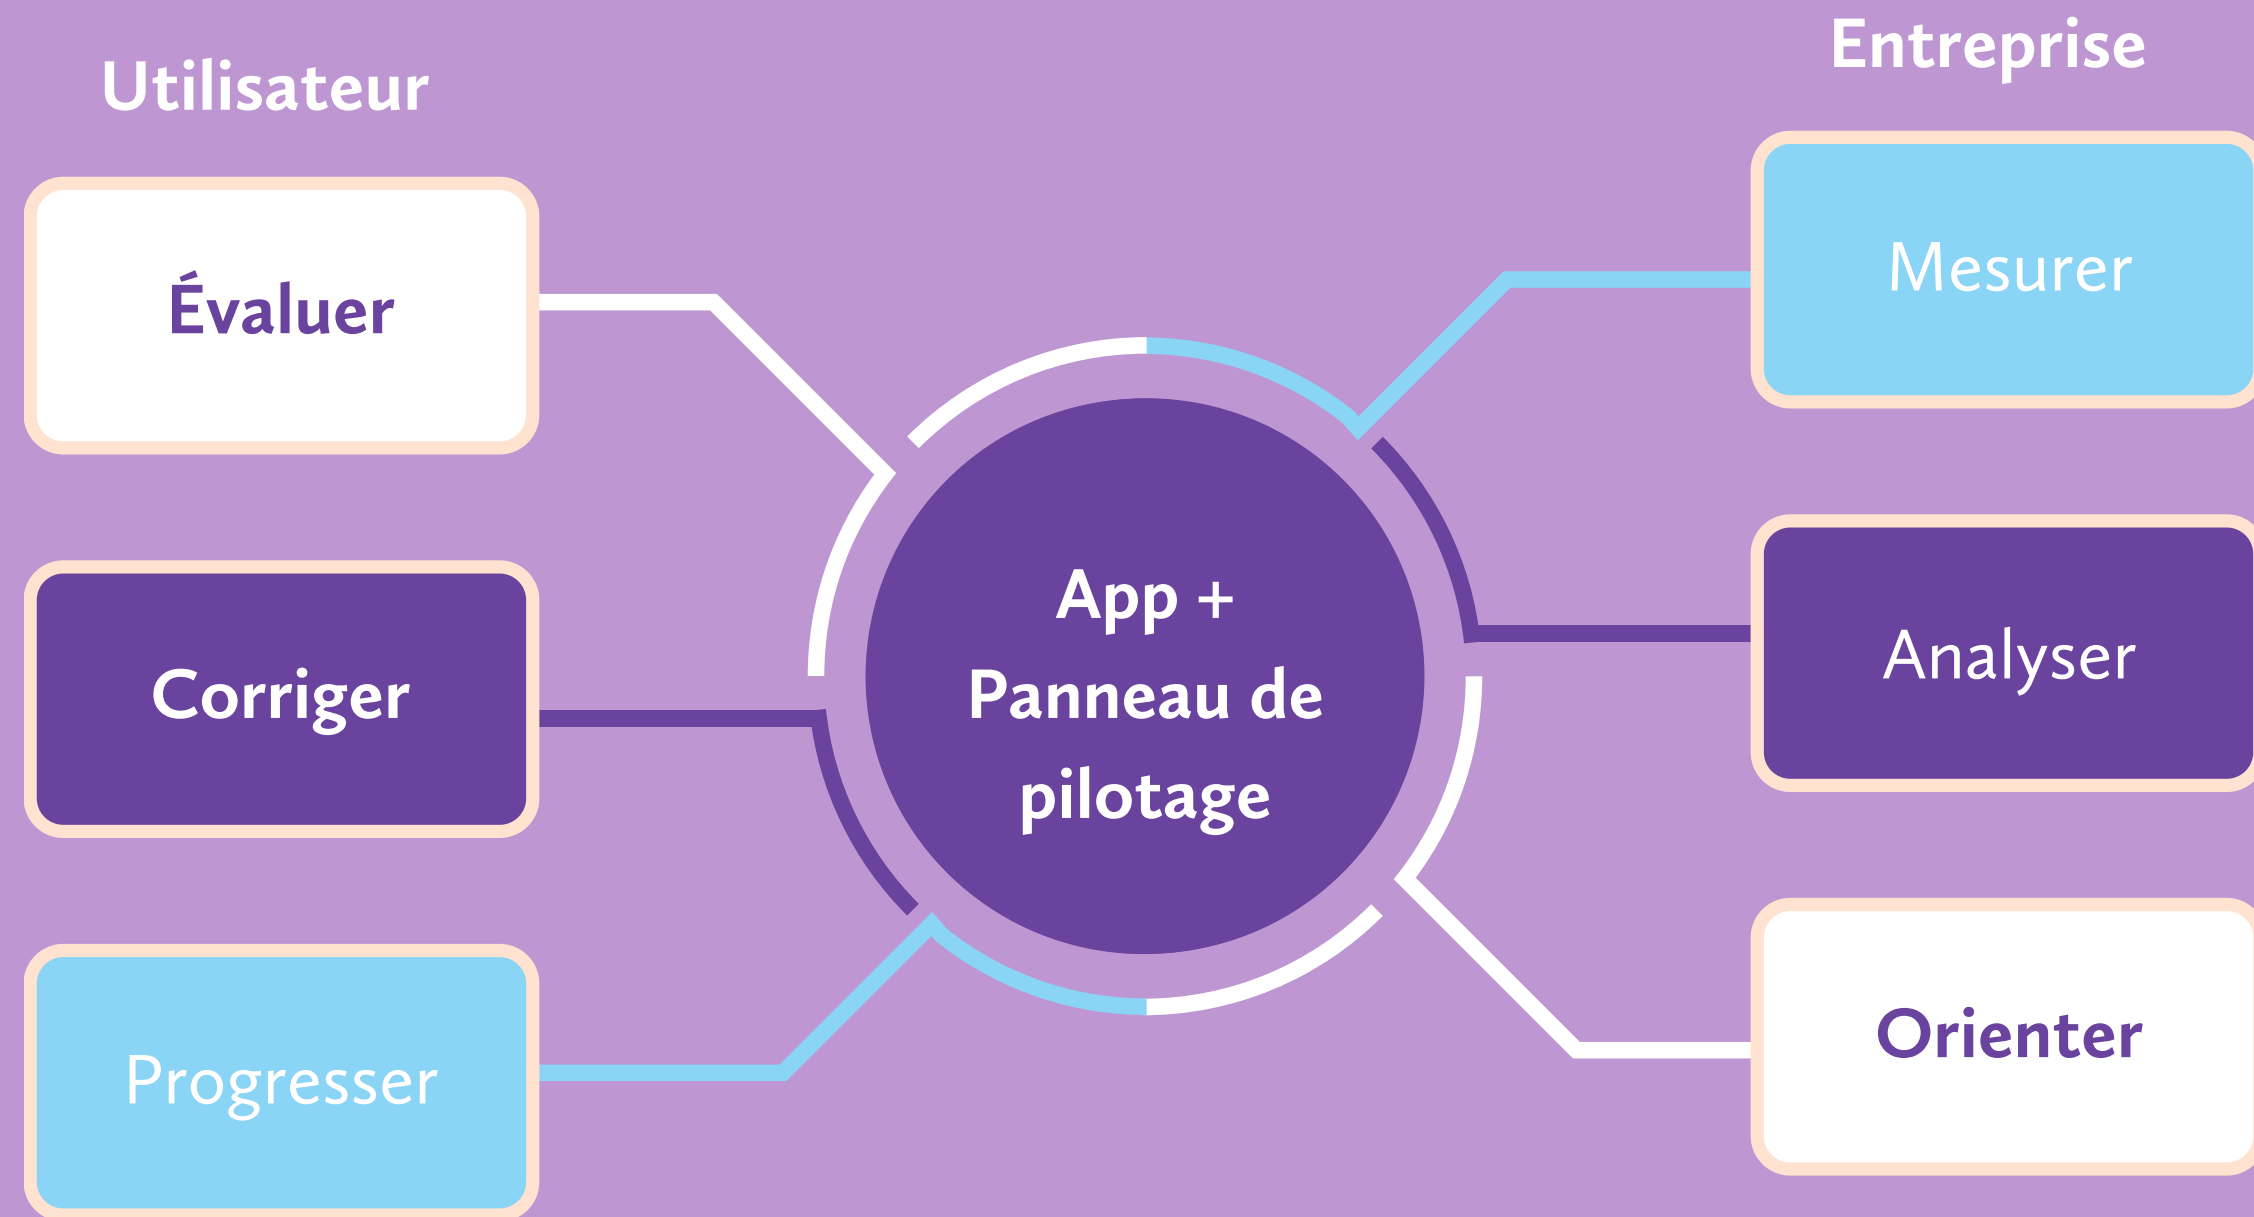 Utilisateur
Évaluer
Corriger
Progresser
App +
Panneau de
pilotage
Entreprise
Mesurer
Analyser
Orienter